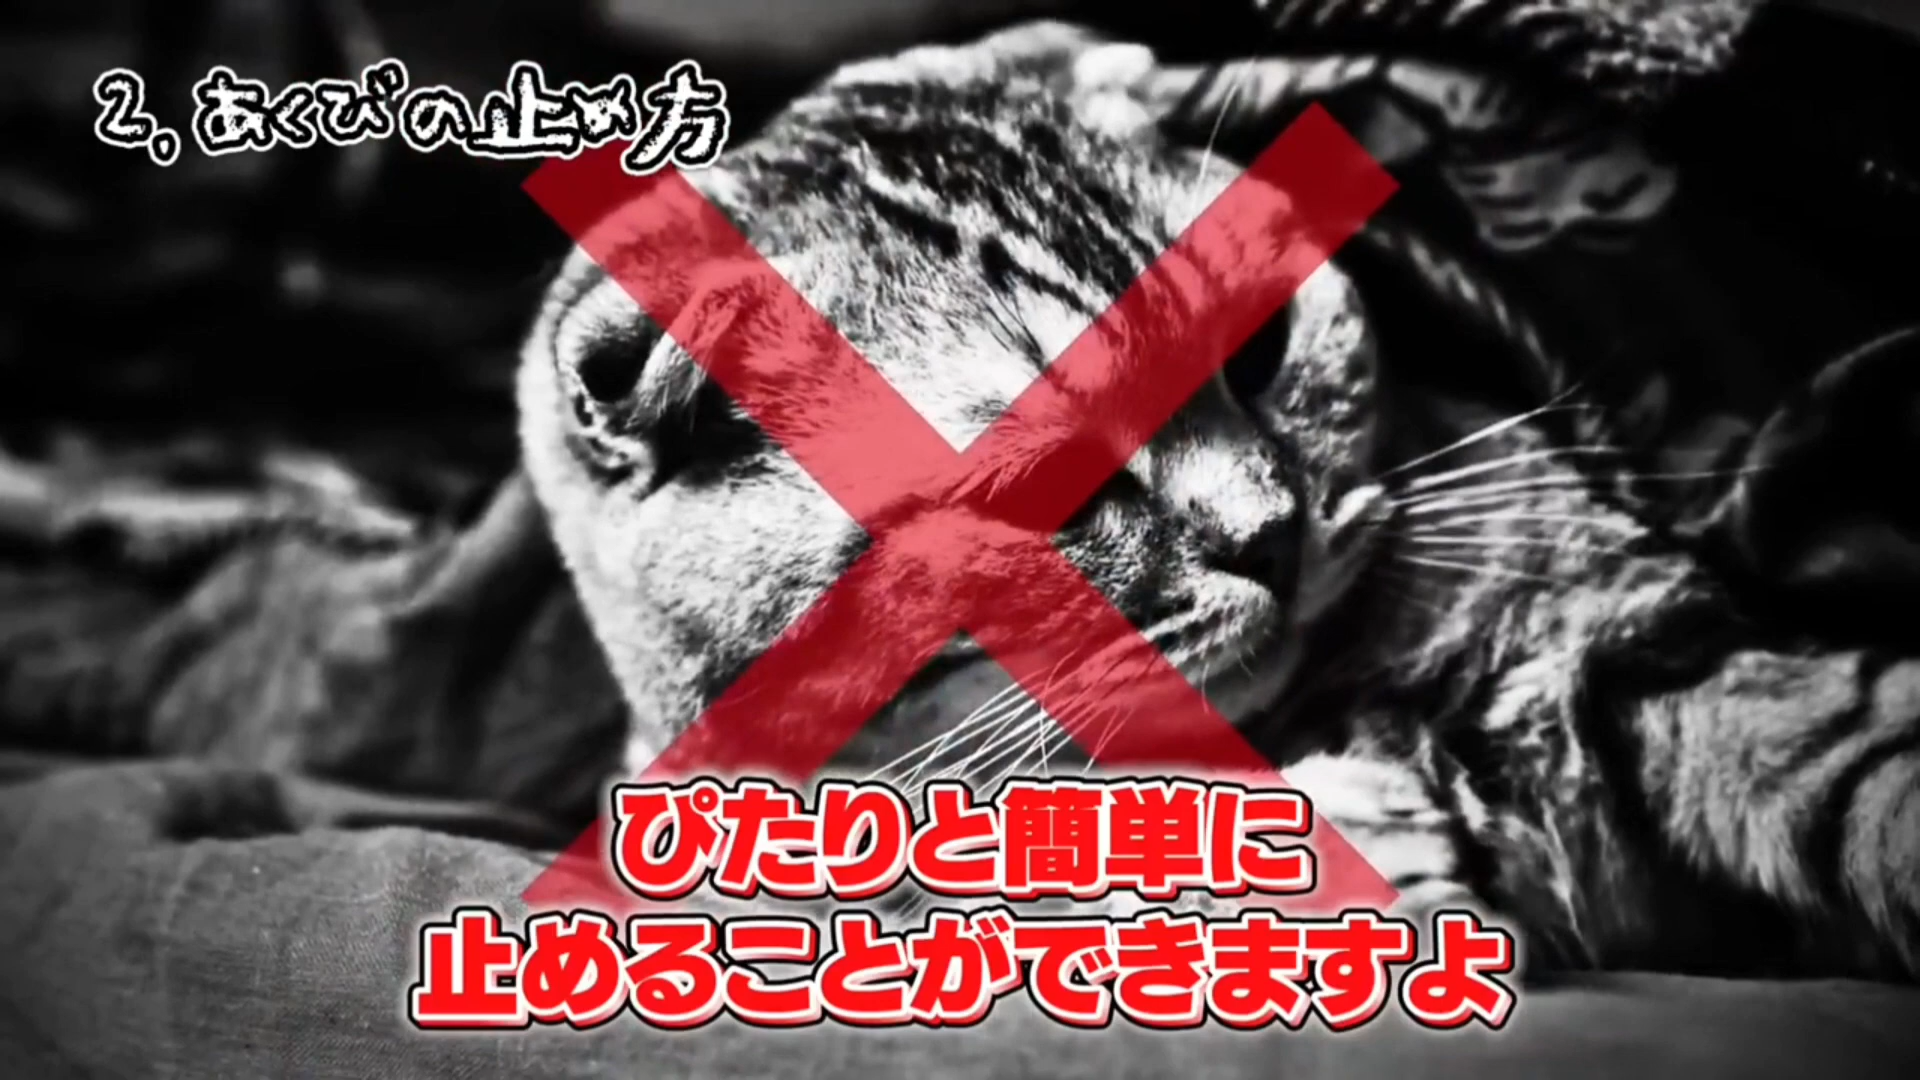 2.あくびの止め方
ぴたりと簡単に
止めることができますよ